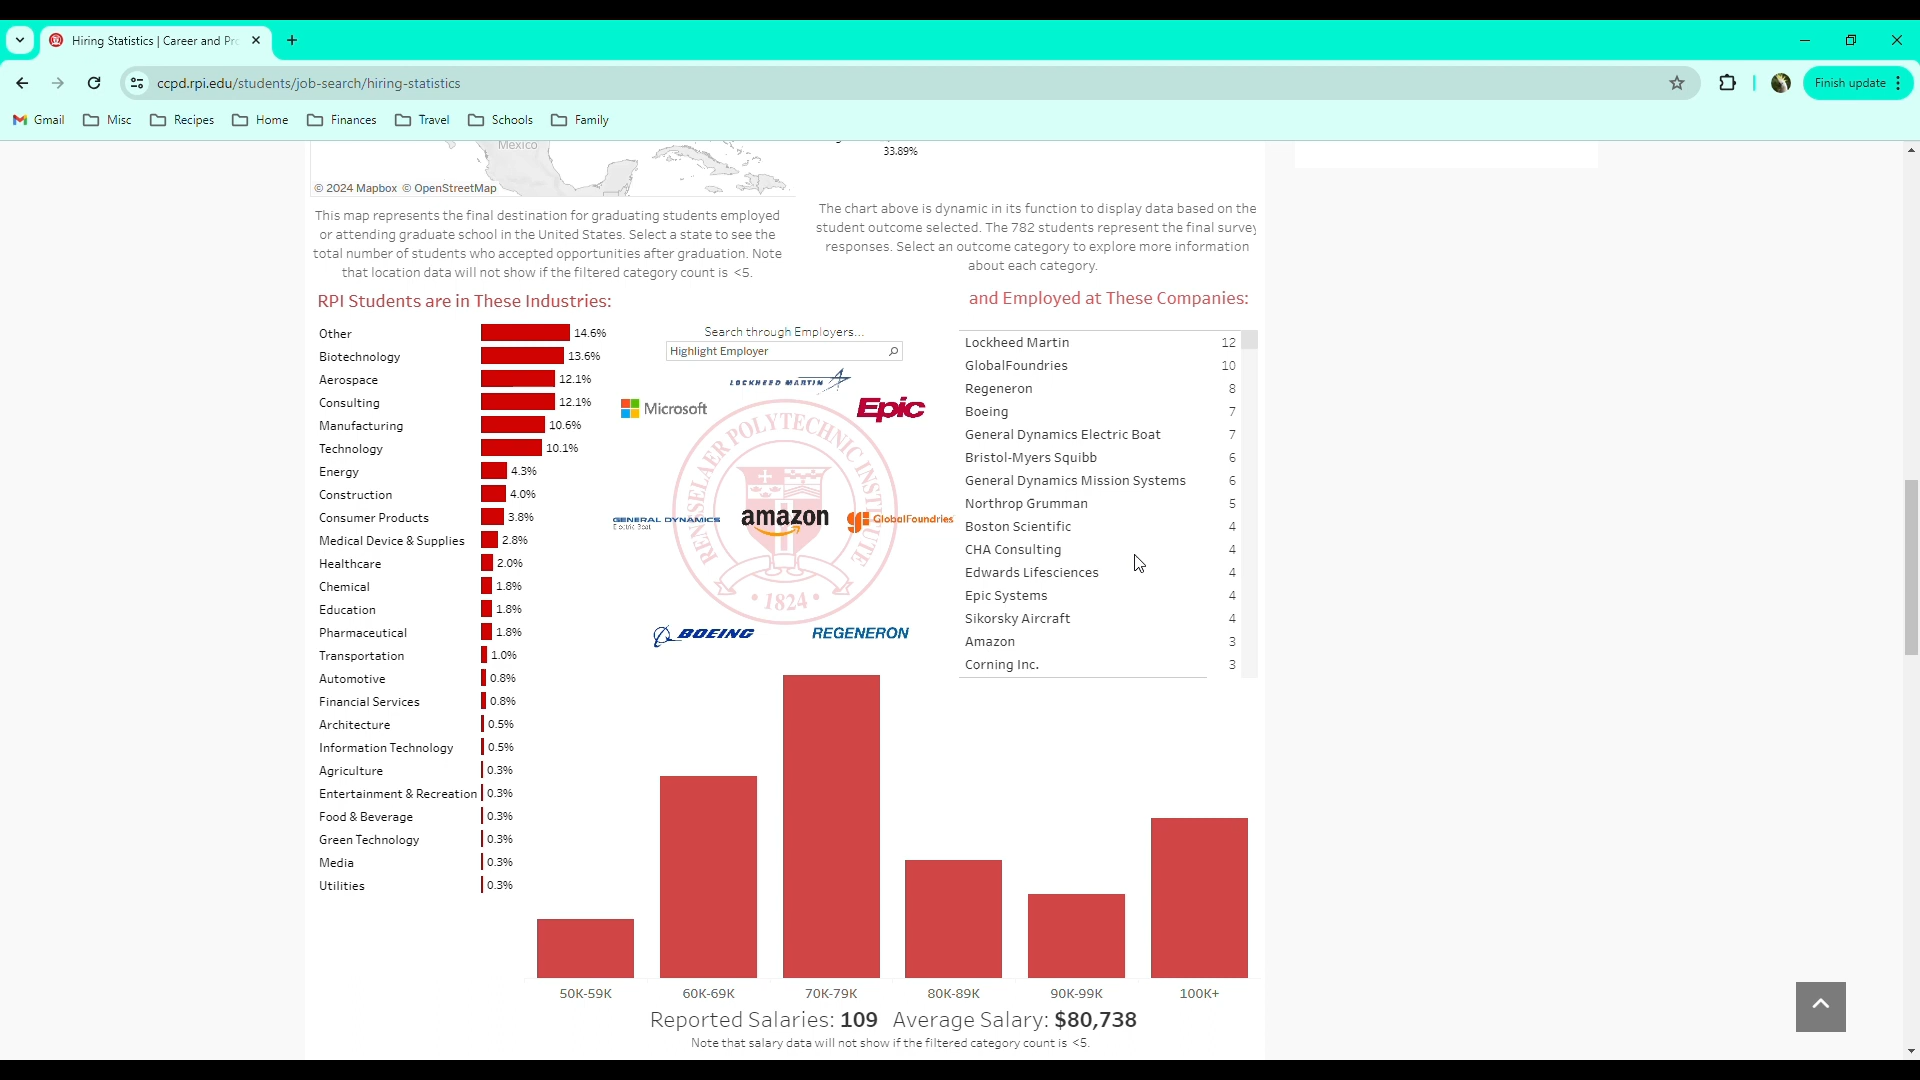 Hiring Statistics | Career and Pr
ccpd.rpi.edu/students/job-search/hiring-statistics
Finish update
Gmail
Misc
Recipes
Home
Finances
Travel
Schools
Family
Mexico
33.89%
© 2024 Mapbox © OpenStreetMap
This map represents the final destination for graduating students employed
or attending graduate school in the United States. Select a state to see the
total number of students who accepted opportunities after graduation. Note
that location data will not show if the filtered category count is <5.
The chart above is dynamic in its function to display data based on the
student outcome selected. The 782 students represent the final survey
responses. Select an outcome category to explore more information
about each category.
RPI Students are in These Industries:
Other 14.6%
Biotechnology 13.6%
Aerospace 12.1%
Consulting 12.1%
Manufacturing 10.6%
Technology 10.1%
Energy 4.3%
Construction 4.0%
Consumer Products 3.8%
Medical Device & Supplies 2.8%
Healthcare 2.0%
Chemical 1.8%
Education 1.8%
Pharmaceutical 1.8%
Transportation 1.0%
Automotive 0.8%
Financial Services 0.8%
Architecture 0.5%
Information Technology 0.5%
Agriculture 0.3%
Entertainment & Recreation 0.3%
Food & Beverage 0.3%
Green Technology 0.3%
Media 0.3%
Utilities 0.3%
Search through Employers...
Highlight Employer
LOCKHEED MARTIN
Microsoft
Epic
RENSSELAER POLYTECHNIC INSTITUTE
GENERAL DYNAMICS
Electric Boat
amazon
GlobalFoundries
• 1824 •
BOEING
REGENERON
and Employed at These Companies:
Lockheed Martin 12
GlobalFoundries 10
Regeneron 8
Boeing 7
General Dynamics Electric Boat 7
Bristol-Myers Squibb 6
General Dynamics Mission Systems 6
Northrop Grumman 5
Boston Scientific 4
CHA Consulting 4
Edwards Lifesciences 4
Epic Systems 4
Sikorsky Aircraft 4
Amazon 3
Corning Inc. 3
50K-59K 60K-69K 70K-79K 80K-89K 90K-99K 100K+
Reported Salaries: 109 Average Salary: $80,738
Note that salary data will not show if the filtered category count is <5.